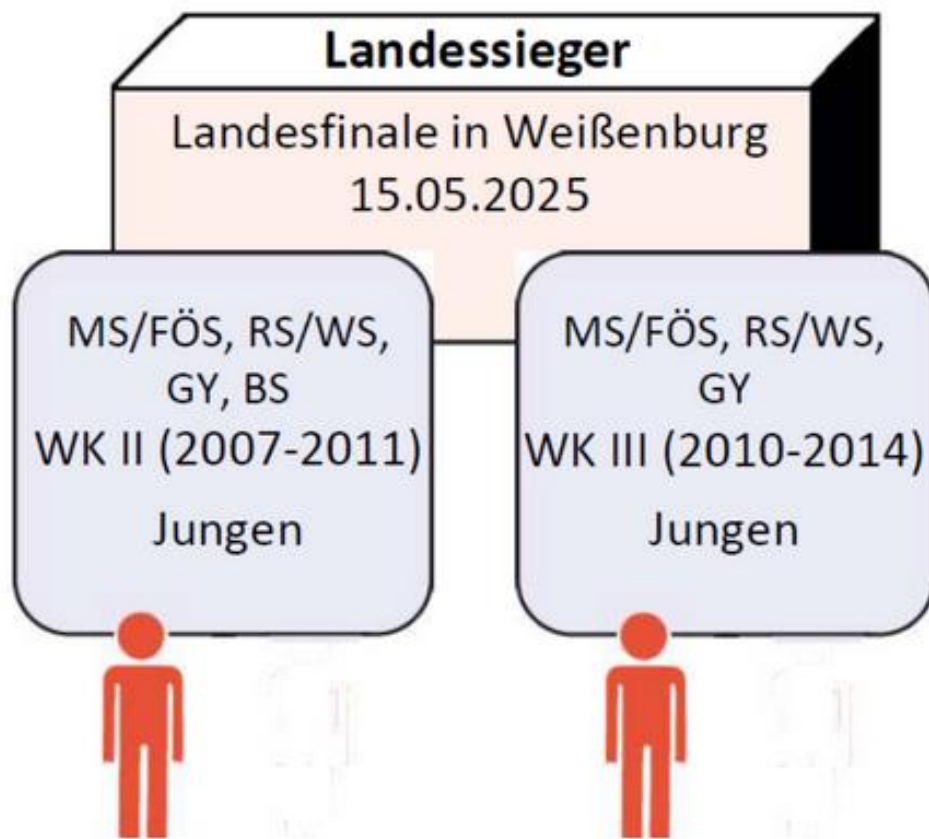 Landessieger
Landesfinale in Weißenburg
15.05.2025
MS/FÖS, RS/WS,
GY, BS
WK II (2007-2011)
Jungen
MS/FÖS, RS/WS,
GY
WK III (2010-2014)
Jungen